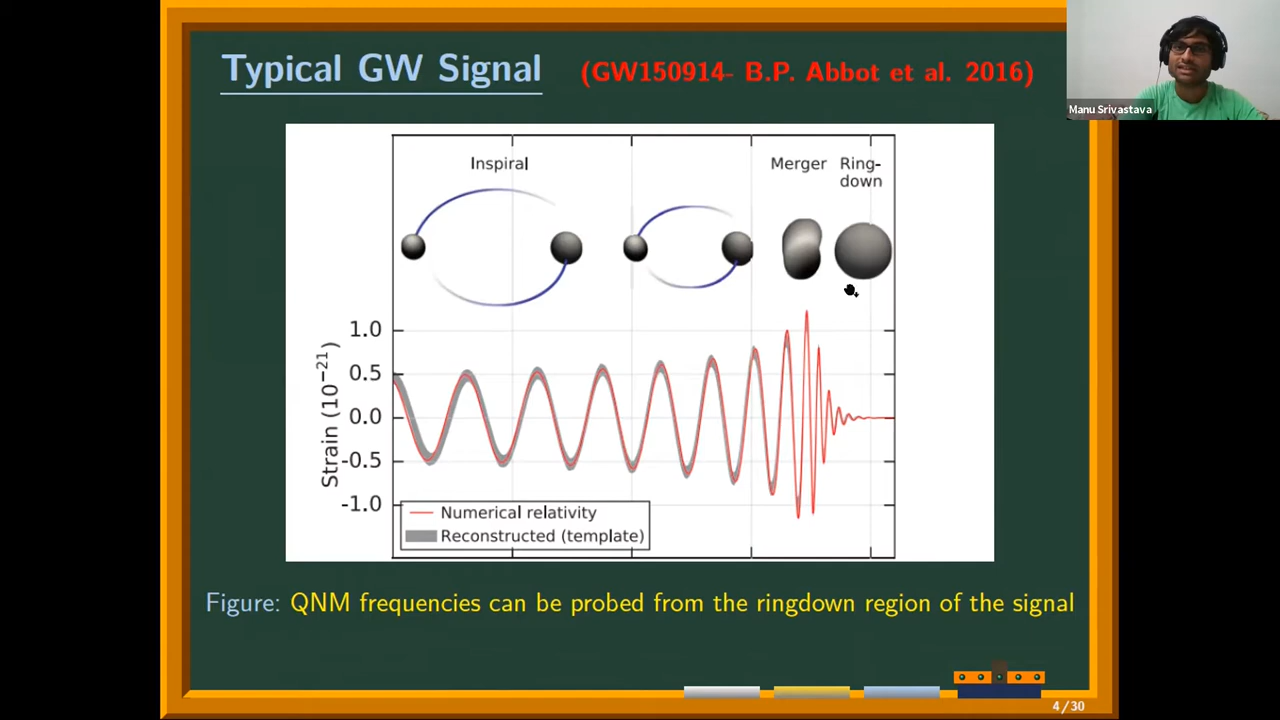 Typical GW Signal (GW150914- B.P. Abbot et al. 2016)
Manu Srivastava
Inspiral
Merger
Ring-
down
1.0
0.5
0.0
-0.5
-1.0
Strain (10⁻²¹)
Numerical relativity
Reconstructed (template)
Figure: QNM frequencies can be probed from the ringdown region of the signal
4/30